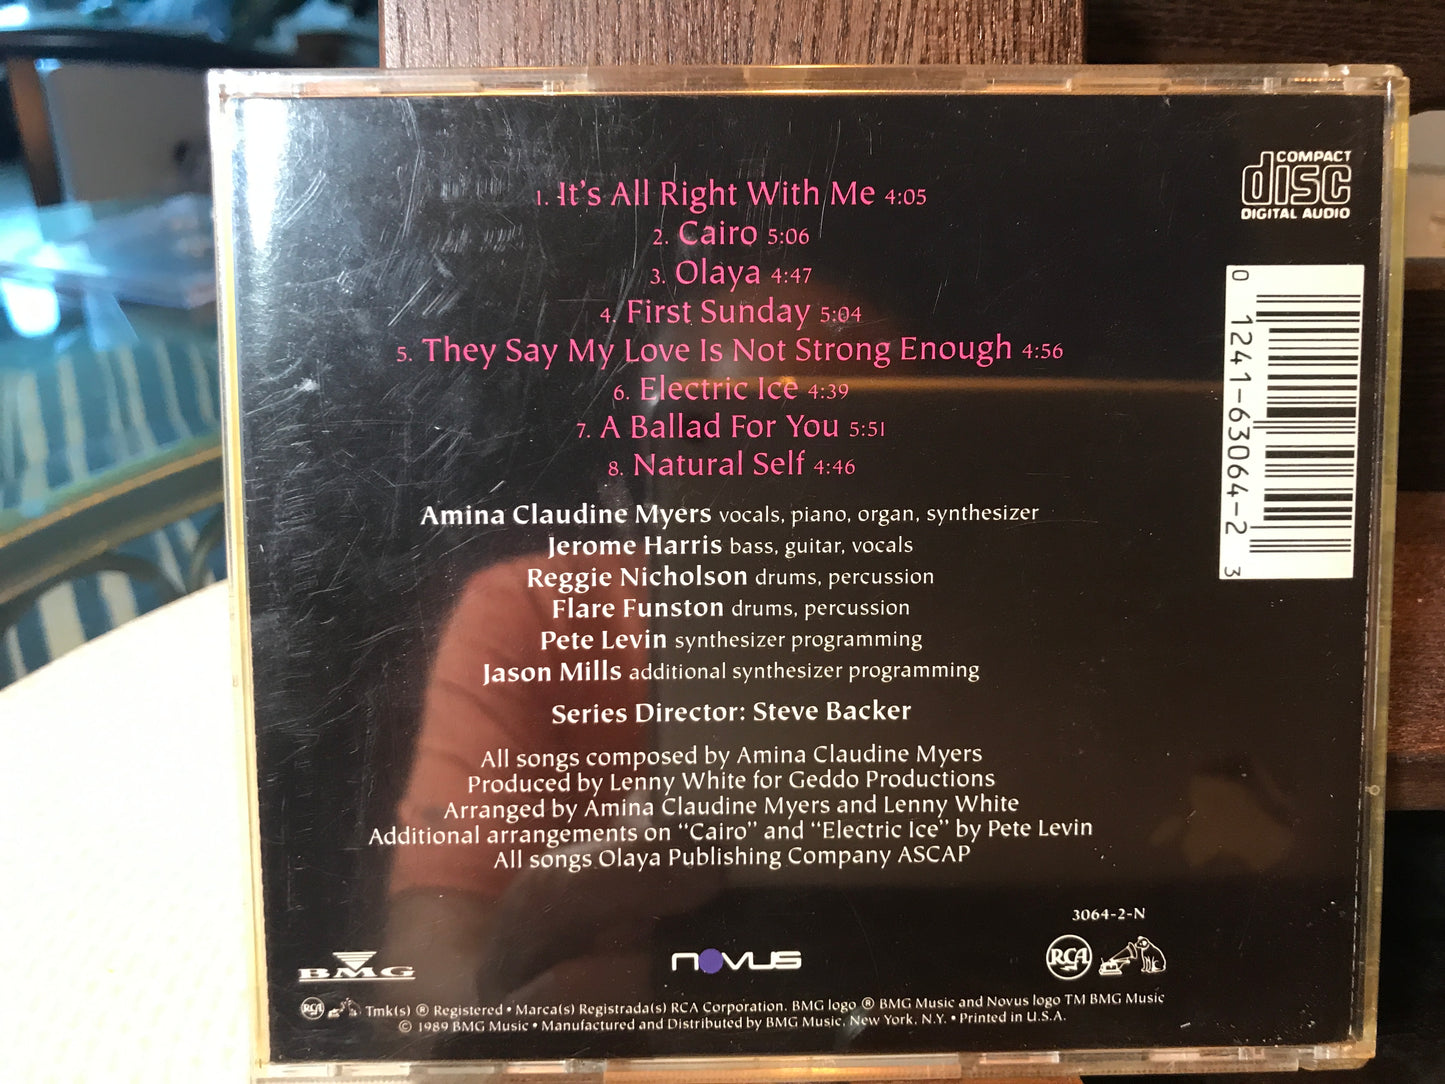 COMPACT
disc
DIGITAL AUDIO
1. It's All Right With Me 4:05
2. Cairo 5:06
3. Olaya 4:47
4. First Sunday 5:04
5. They Say My Love Is Not Strong Enough 4:56
6. Electric Ice 4:39
7. A Ballad For You 5:51
8. Natural Self 4:46
0 1241-63064-2 3
Amina Claudine Myers vocals, piano, organ, synthesizer
Jerome Harris bass, guitar, vocals
Reggie Nicholson drums, percussion
Flare Funston drums, percussion
Pete Levin synthesizer programming
Jason Mills additional synthesizer programming
Series Director: Steve Backer
All songs composed by Amina Claudine Myers
Produced by Lenny White for Geddo Productions
Arranged by Amina Claudine Myers and Lenny White
Additional arrangements on “Cairo” and “Electric Ice” by Pete Levin
All songs Olaya Publishing Company ASCAP
3064-2-N
BMG
NOVUS
RCA
RCA Tmk(s) ® Registered • Marca(s) Registrada(s) RCA Corporation. BMG logo ® BMG Music and Novus logo TM BMG Music
© 1989 BMG Music • Manufactured and Distributed by BMG Music, New York, N.Y. • Printed in U.S.A.